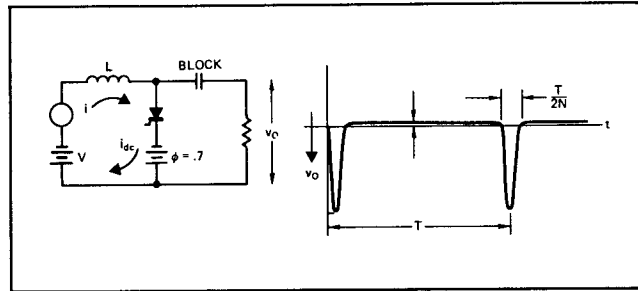 L
BLOCK
i
V
i_dc
ϕ = .7
v_O
v_O
T
T/2N
t